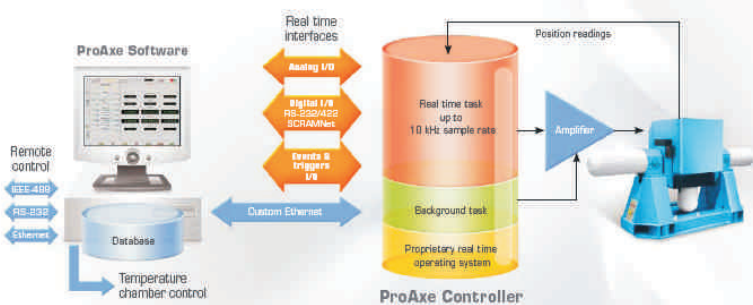 ProAxe Software
Real time
interfaces
Position readings
Analog I/O
Digital I/O
RS-232/422
SCRAMNet
Events &
triggers
I/O
Real time task
up to
10 kHz sample rate
Amplifier
Remote
control
IEEE-488
RS-232
Ethernet
Database
Custom Ethernet
Background task
Proprietary real time
operating system
Temperature
chamber control
ProAxe Controller